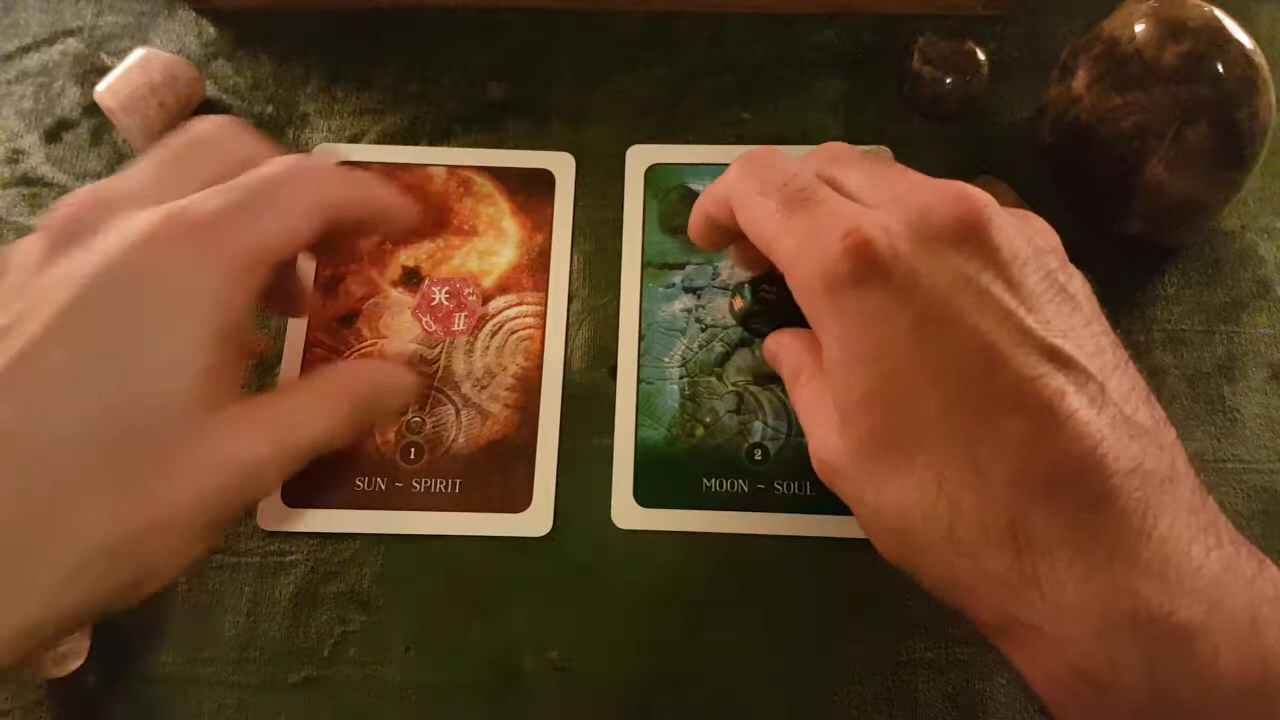 ♓
♉ ♊
1
SUN ~ SPIRIT
2
MOON ~ SOUL